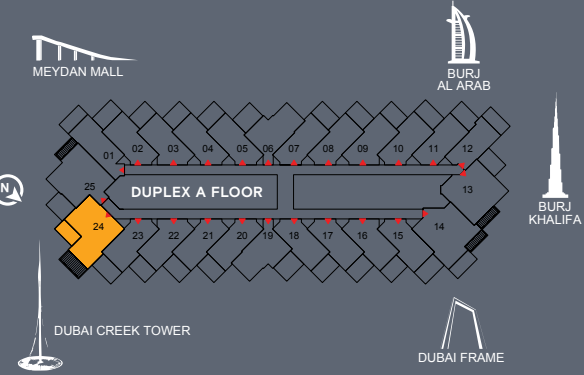 MEYDAN MALL
BURJ
AL ARAB
01 02 03 04 05 06 07 08 09 10 11 12
DUPLEX A FLOOR
25
13
N
BURJ
KHALIFA
24 23 22 21 20 19 18 17 16 15 14
DUBAI CREEK TOWER
DUBAI FRAME